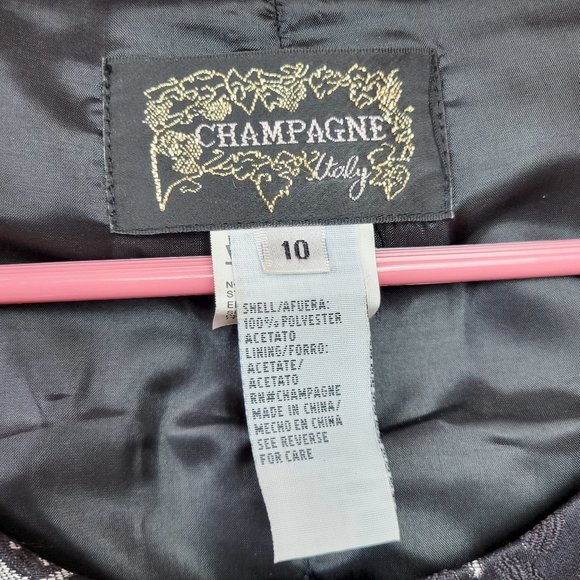 CHAMPAGNE
Italy
10
SHELL/AFUERA:
100% POLYESTER
ACETATO
LINING/FORRO:
ACETATE/
ACETATO
RN#CHAMPAGNE
MADE IN CHINA/
MECHO EN CHINA
SEE REVERSE
FOR CARE